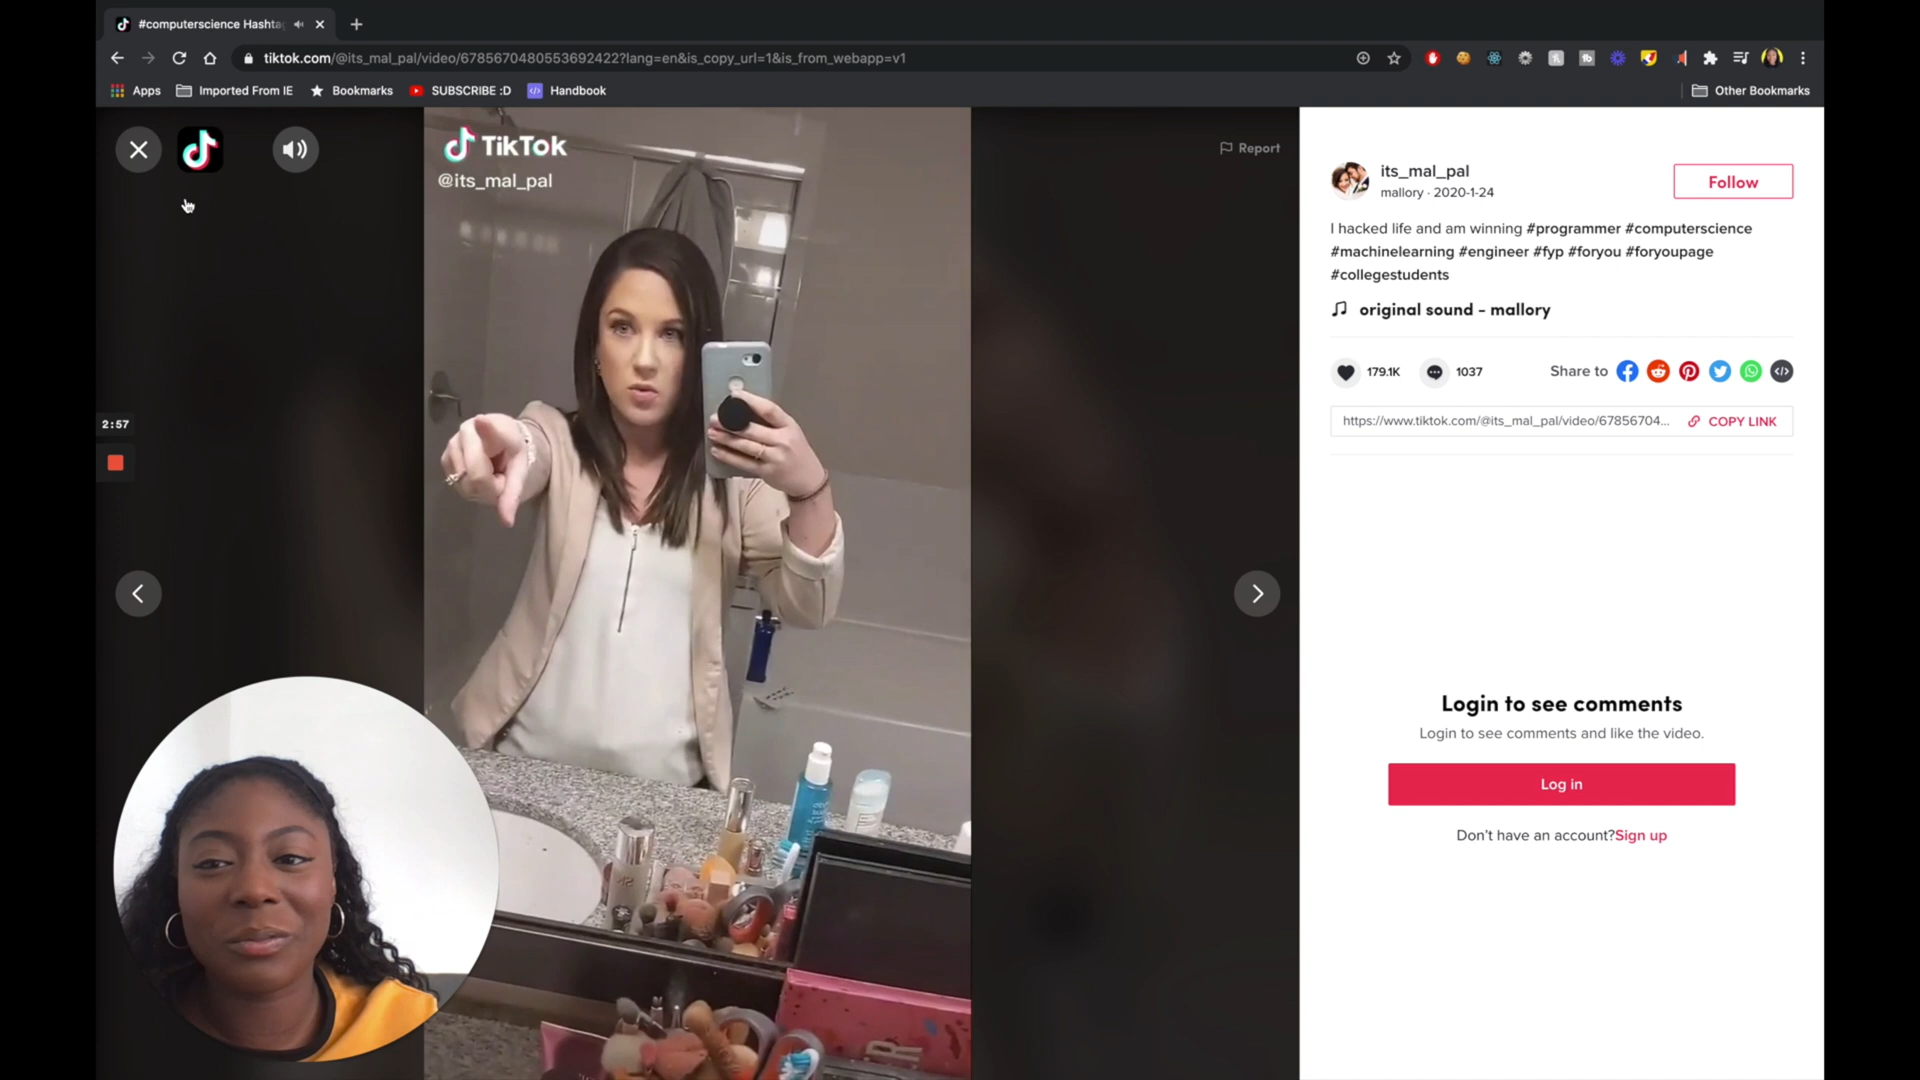 #computerscience Hashta
tiktok.com/@its_mal_pal/video/6785670480553692422?lang=en&is_copy_url=1&is_from_webapp=v1
Apps
Imported From IE
Bookmarks
SUBSCRIBE :D
Handbook
Other Bookmarks
TikTok
@its_mal_pal
Report
its_mal_pal
mallory · 2020-1-24
Follow
I hacked life and am winning #programmer #computerscience
#machinelearning #engineer #fyp #foryou #foryoupage
#collegestudents
original sound - mallory
179.1K
1037
Share to
https://www.tiktok.com/@its_mal_pal/video/67856704...
COPY LINK
2:57
Login to see comments
Login to see comments and like the video.
Log in
Don't have an account?Sign up